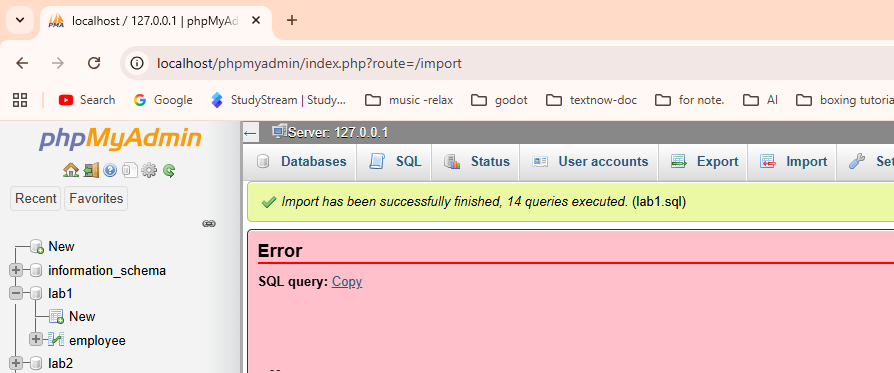 localhost / 127.0.0.1 | phpMyAd
localhost/phpmyadmin/index.php?route=/import
Search Google StudyStream | Study... music -relax godot textnow-doc for note. AI boxing tutoria
phpMyAdmin
Recent Favorites
New
information_schema
lab1
New
employee
lab2
Server: 127.0.0.1
Databases SQL Status User accounts Export Import Set
Import has been successfully finished, 14 queries executed. (lab1.sql)
Error
SQL query: Copy
--